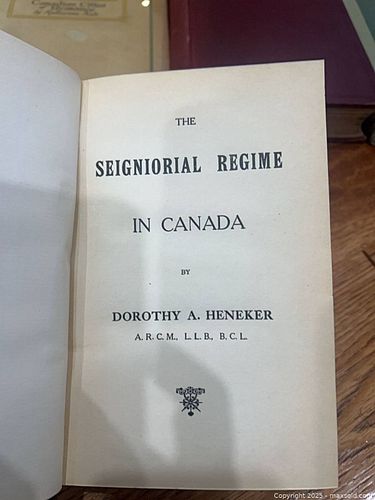 THE
SEIGNIORIAL REGIME
IN CANADA
BY
DOROTHY A. HENEKER
A. R. C. M., L. L. B., B. C. L.
Copyright 2025 - maxsold.com